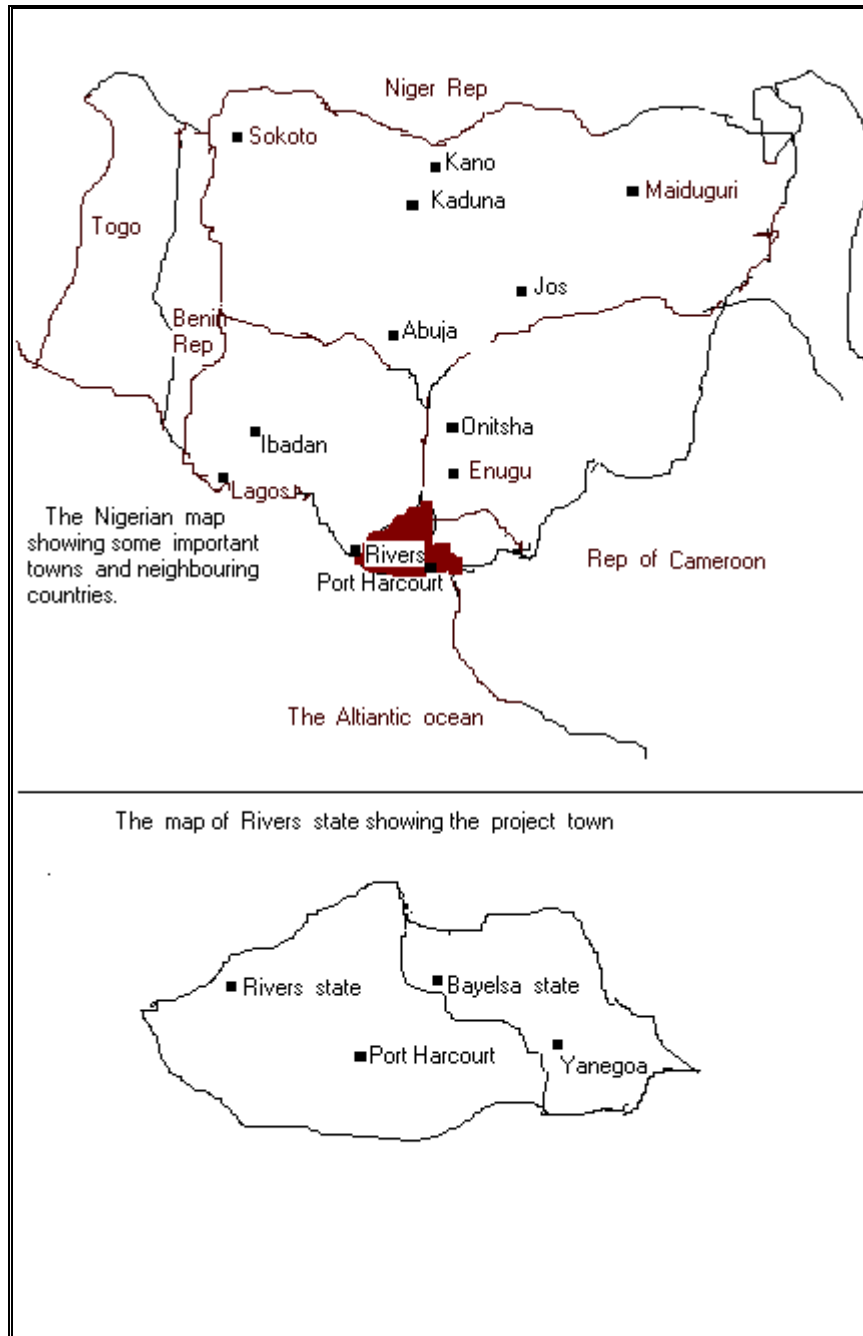 Niger Rep
Sokoto
Kano
Kaduna
Maiduguri
Togo
Jos
Benin
Rep
Abuja
Ibadan
Onitsha
Enugu
Lagos
The Nigerian map
showing some important
towns and neighbouring
countries.
Rivers
Port Harcourt
Rep of Cameroon
The Altiantic ocean
The map of Rivers state showing the project town
Rivers state
Bayelsa state
Port Harcourt
Yanegoa